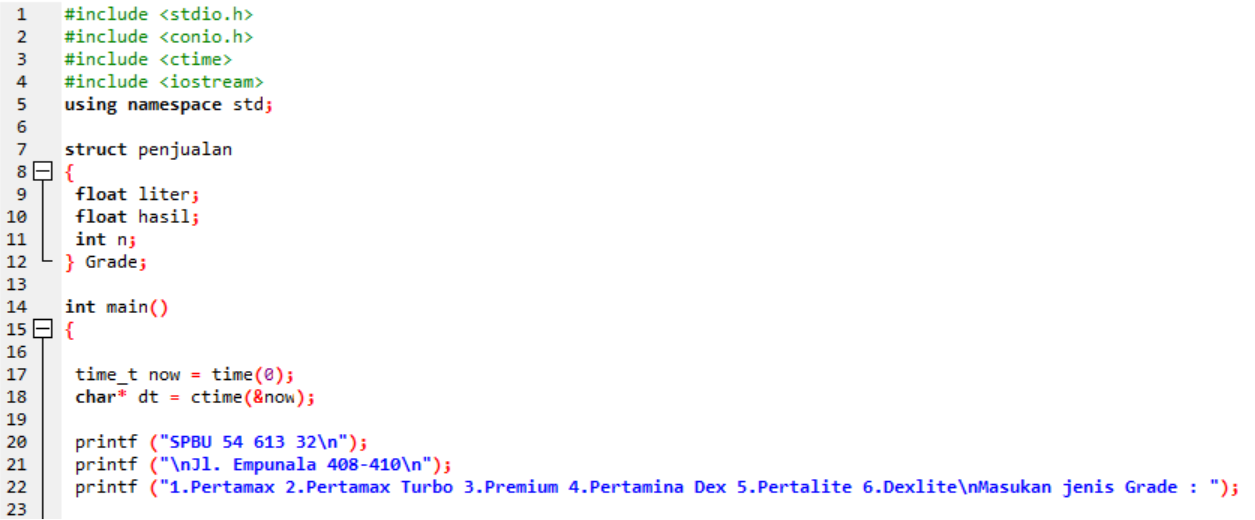 1 #include <stdio.h>
2 #include <conio.h>
3 #include <ctime>
4 #include <iostream>
5 using namespace std;
6
7 struct penjualan
8 {
9 float liter;
10 float hasil;
11 int n;
12 } Grade;
13
14 int main()
15 {
16
17 time_t now = time(0);
18 char* dt = ctime(&now);
19
20 printf ("SPBU 54 613 32\n");
21 printf ("\nJl. Empunala 408-410\n");
22 printf ("1.Pertamax 2.Pertamax Turbo 3.Premium 4.Pertamina Dex 5.Pertalite 6.Dexlite\nMasukan jenis Grade : ");
23